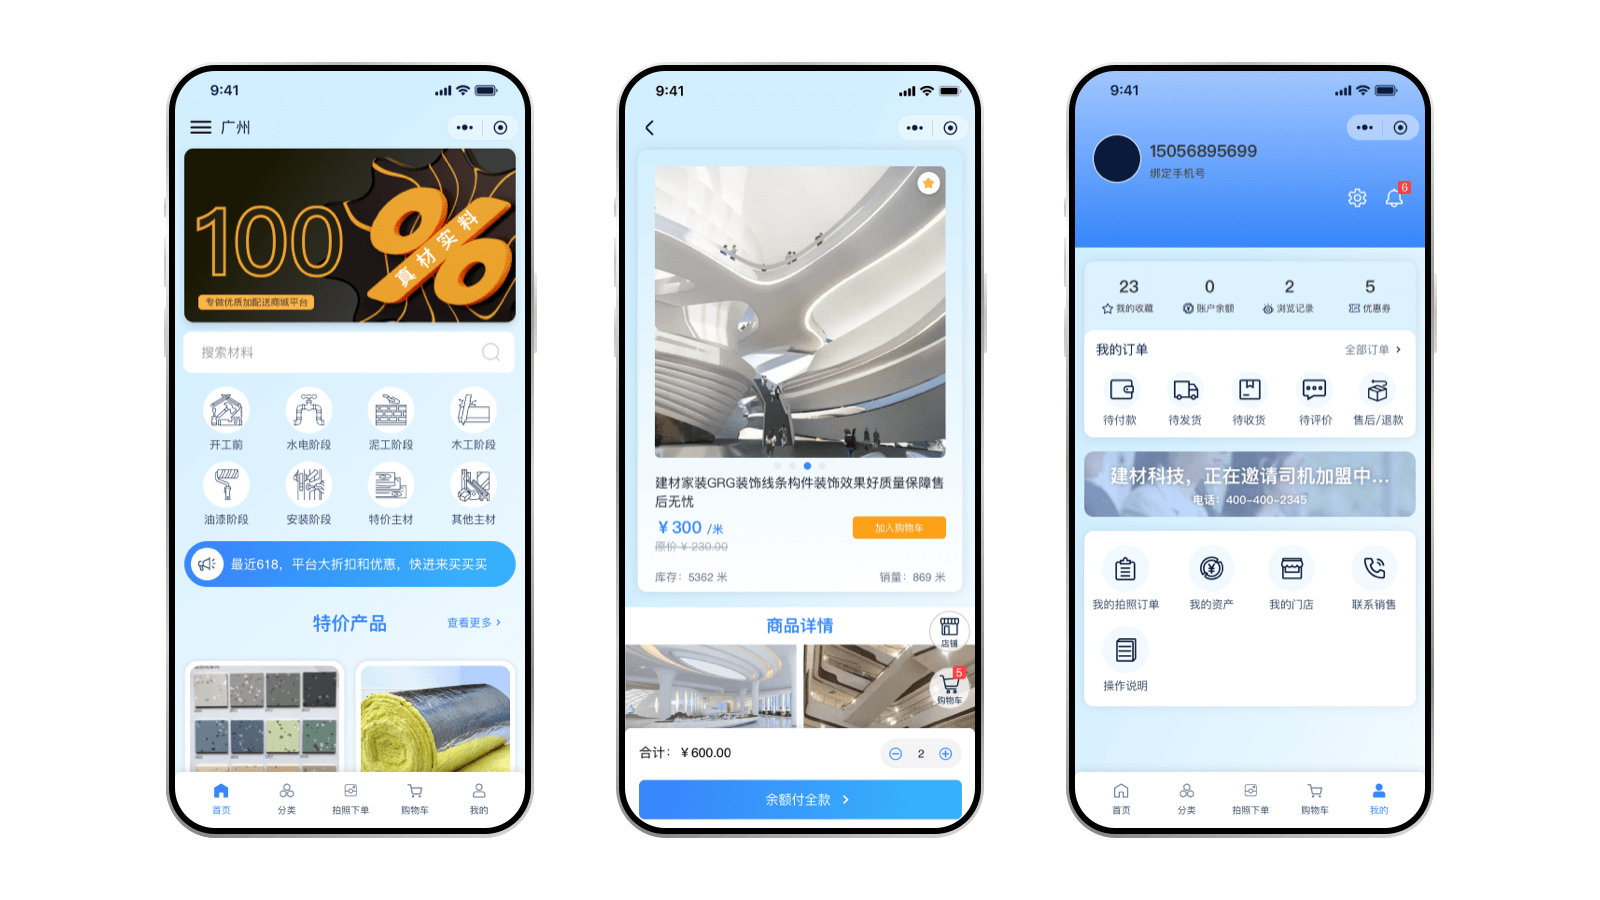 9:41
广州
100%
真材实料
专做优质加配送商城平台
搜索材料
开工前
水电阶段
泥工阶段
木工阶段
油漆阶段
安装阶段
特价主材
其他主材
最近618，平台大折扣和优惠，快进来买买买
特价产品
查看更多
首页
分类
拍照下单
购物车
我的
9:41
建材家装GRG装饰线条构件装饰效果好质量保障售
后无忧
￥300 /米
加入购物车
原价 ￥230.00
库存：5362 米
销量：869 米
商品详情
店铺
5
购物车
合计：￥600.00
2
余额付全款
9:41
15056895699
绑定手机号
6
23
0
2
5
我的收藏
账户余额
浏览记录
优惠券
我的订单
全部订单
待付款
待发货
待收货
待评价
售后/退款
建材科技，正在邀请司机加盟中...
电话：400-400-2345
我的拍照订单
我的资产
我的门店
联系销售
操作说明
首页
分类
拍照下单
购物车
我的